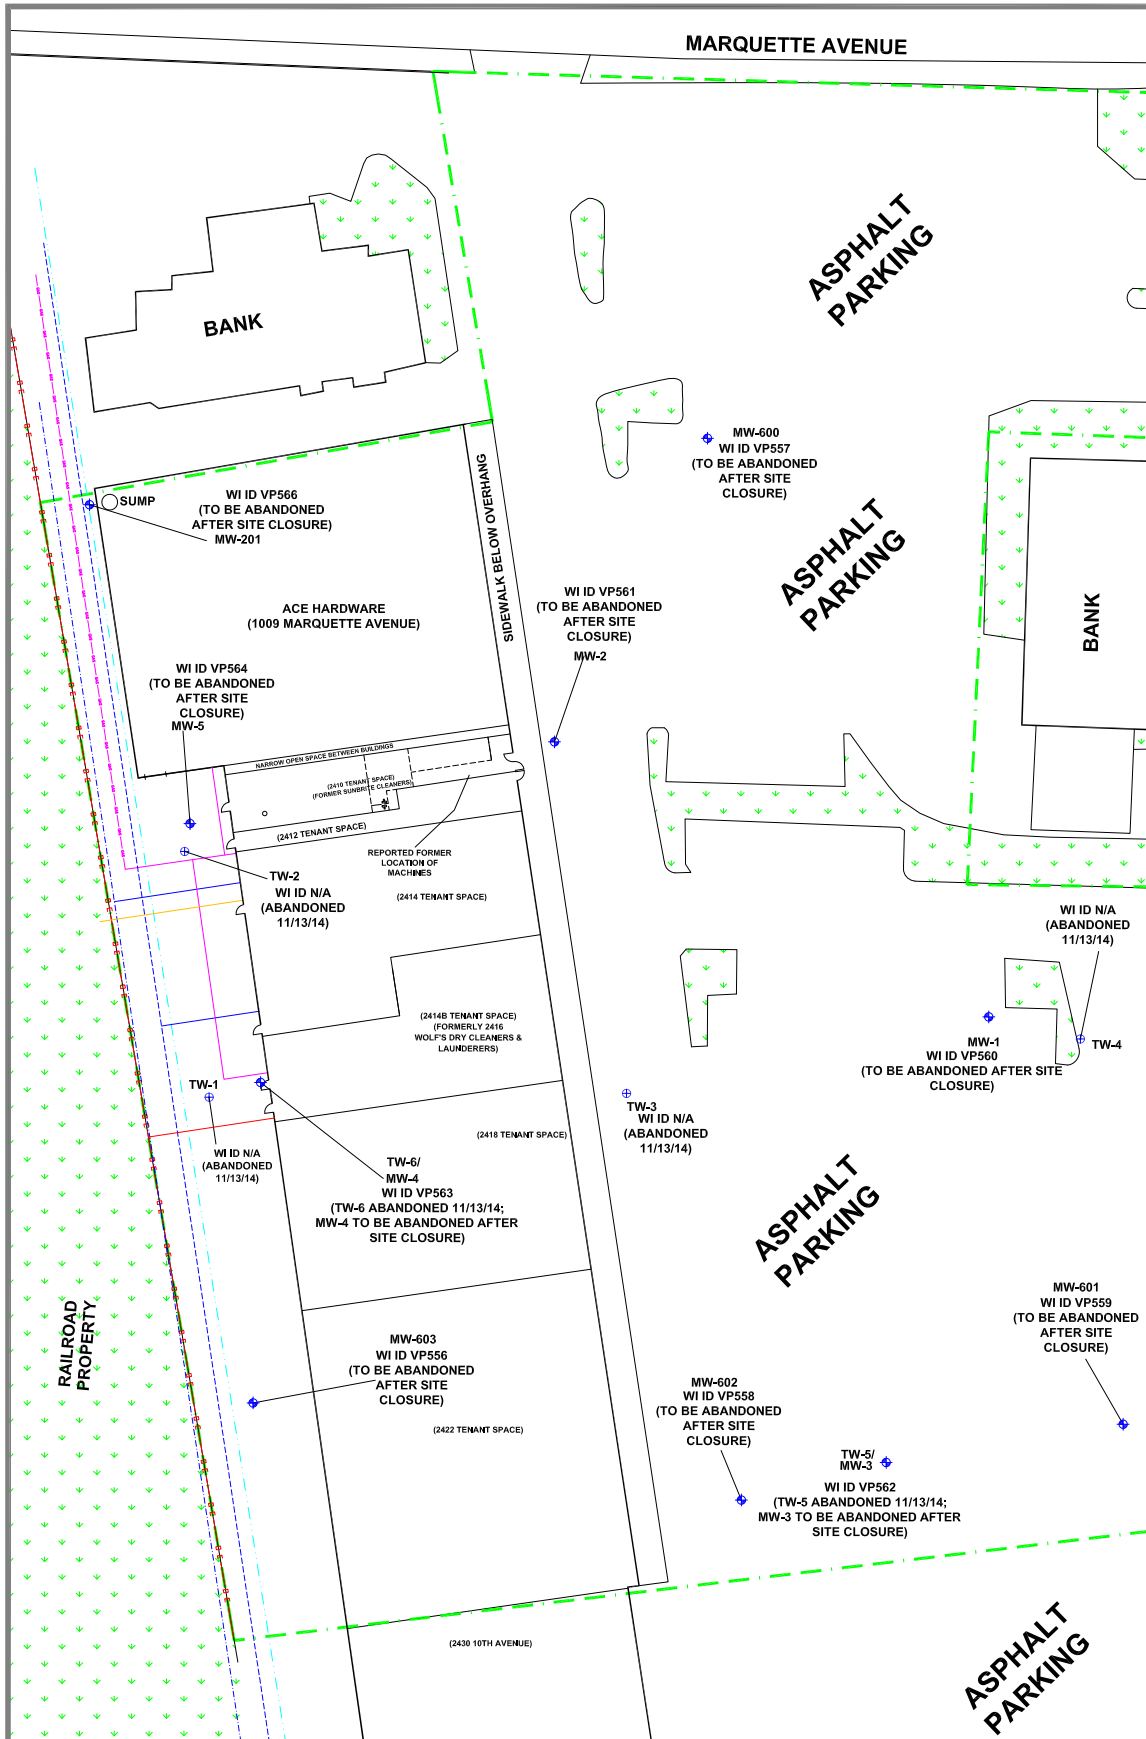 MARQUETTE AVENUE
ASPHALT
PARKING
BANK
MW-600
WI ID VP557
(TO BE ABANDONED
AFTER SITE
CLOSURE)
SUMP
WI ID VP566
(TO BE ABANDONED
AFTER SITE CLOSURE)
MW-201
SIDEWALK BELOW OVERHANG
ASPHALT
PARKING
ACE HARDWARE
(1009 MARQUETTE AVENUE)
WI ID VP561
(TO BE ABANDONED
AFTER SITE
CLOSURE)
MW-2
BANK
WI ID VP564
(TO BE ABANDONED
AFTER SITE
CLOSURE)
MW-5
NARROW OPEN SPACE BETWEEN BUILDINGS
(2410 TENANT SPACE)
(FORMER SUNBRITE CLEANERS)
(2412 TENANT SPACE)
REPORTED FORMER
LOCATION OF
MACHINES
TW-2
WI ID N/A
(ABANDONED
11/13/14)
(2414 TENANT SPACE)
WI ID N/A
(ABANDONED
11/13/14)
TW-4
(2414B TENANT SPACE)
(FORMERLY 2416
WOLF'S DRY CLEANERS &
LAUNDERERS)
MW-1
WI ID VP560
(TO BE ABANDONED AFTER SITE
CLOSURE)
TW-1
WI ID N/A
(ABANDONED
11/13/14)
TW-3
WI ID N/A
(ABANDONED
11/13/14)
(2418 TENANT SPACE)
TW-6/
MW-4
WI ID VP563
(TW-6 ABANDONED 11/13/14;
MW-4 TO BE ABANDONED AFTER
SITE CLOSURE)
ASPHALT
PARKING
RAILROAD
PROPERTY
MW-603
WI ID VP556
(TO BE ABANDONED
AFTER SITE
CLOSURE)
MW-601
WI ID VP559
(TO BE ABANDONED
AFTER SITE
CLOSURE)
MW-602
WI ID VP558
(TO BE ABANDONED
AFTER SITE
CLOSURE)
(2422 TENANT SPACE)
TW-5/
MW-3
WI ID VP562
(TW-5 ABANDONED 11/13/14;
MW-3 TO BE ABANDONED AFTER
SITE CLOSURE)
(2430 10TH AVENUE)
ASPHALT
PARKING